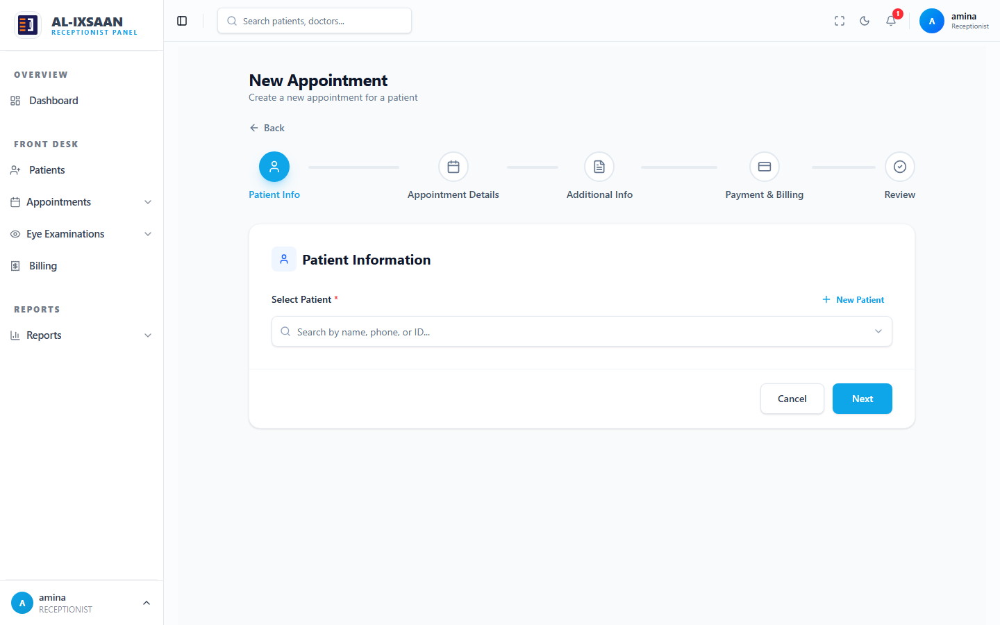 AL-IXSAAN
RECEPTIONIST PANEL
OVERVIEW
Dashboard
FRONT DESK
Patients
Appointments
Eye Examinations
Billing
REPORTS
Reports
A
amina
RECEPTIONIST
Search patients, doctors...
1
A
amina
Receptionist
New Appointment
Create a new appointment for a patient
Back
Patient Info
Appointment Details
Additional Info
Payment & Billing
Review
Patient Information
Select Patient *
New Patient
Search by name, phone, or ID...
Cancel
Next